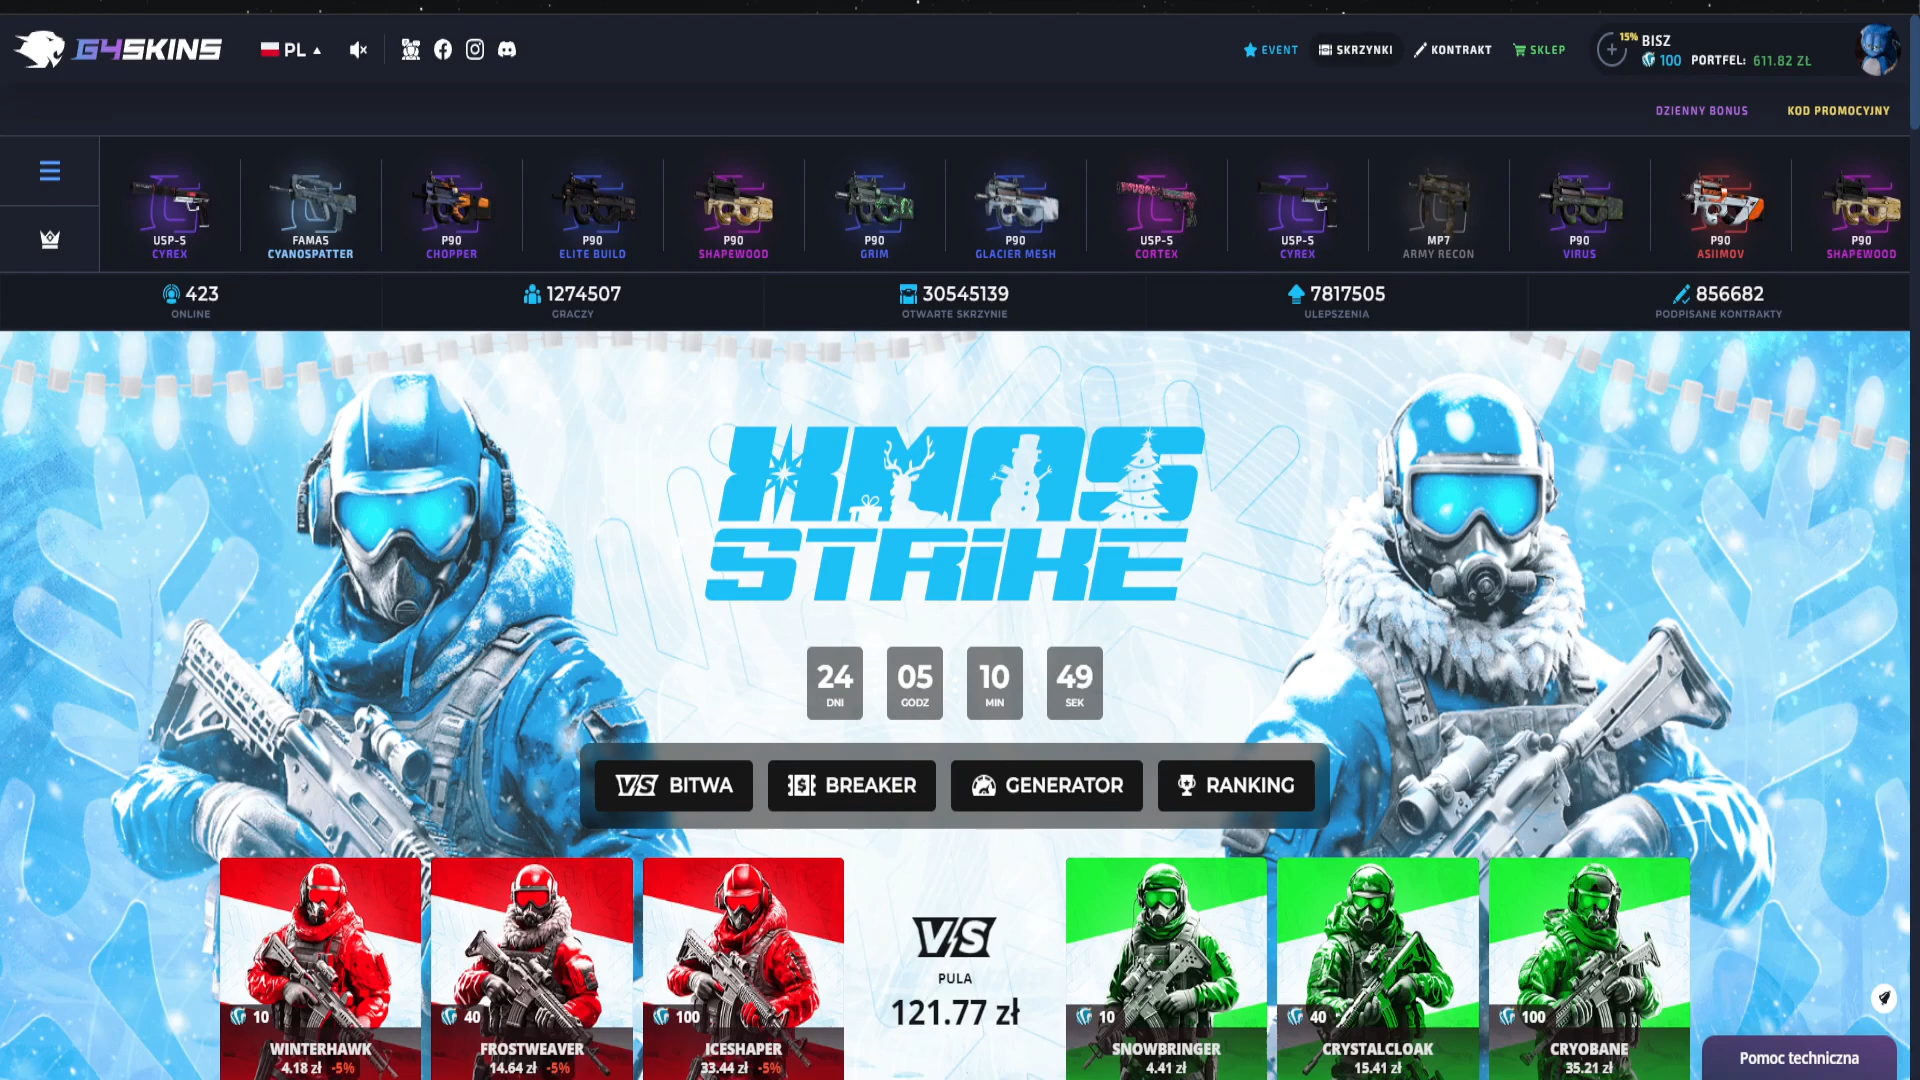 G4SKINS
PL
EVENT
SKRZYNKI
KONTRAKT
SKLEP
15%
BISZ
100 PORTFEL: 611.82 ZŁ
DZIENNY BONUS
KOD PROMOCYJNY
USP-S
CYREX
FAMAS
CYANOSPATTER
P90
CHOPPER
P90
ELITE BUILD
P90
SHAPEWOOD
P90
GRIM
P90
GLACIER MESH
USP-S
CORTEX
USP-S
CYREX
MP7
ARMY RECON
P90
VIRUS
P90
ASIIMOV
P90
SHAPEWOOD
423
ONLINE
1274507
GRACZY
30545139
OTWARTE SKRZYNIE
7817505
ULEPSZENIA
856682
PODPISANE KONTRAKTY
XMAS
STRIKE
24
DNI
05
GODZ
10
MIN
49
SEK
VS BITWA
BREAKER
GENERATOR
RANKING
10
WINTERHAWK
4.18 zł -5%
40
FROSTWEAVER
14.64 zł -5%
100
ICESHAPER
33.44 zł -5%
VS
PULA
121.77 zł
10
SNOWBRINGER
4.41 zł
40
CRYSTALCLOAK
15.41 zł
100
CRYOBANE
35.21 zł
Pomoc techniczna